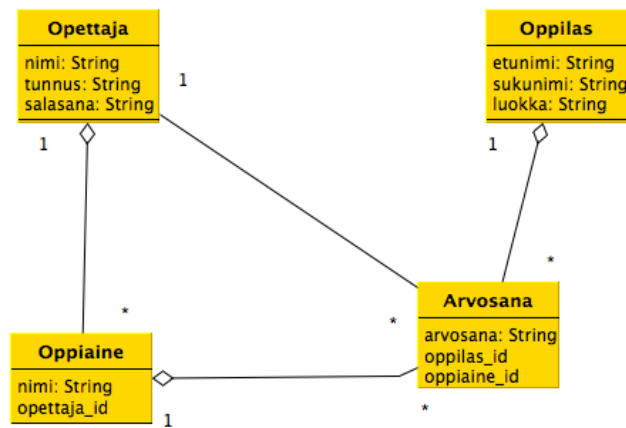 Opettaja
nimi: String
tunnus: String
salasana: String
Oppilas
etunimi: String
sukunimi: String
luokka: String
1
1
1
*
*
*
Arvosana
arvosana: String
oppilas_id
oppiaine_id
Oppiaine
nimi: String
opettaja_id
1
*